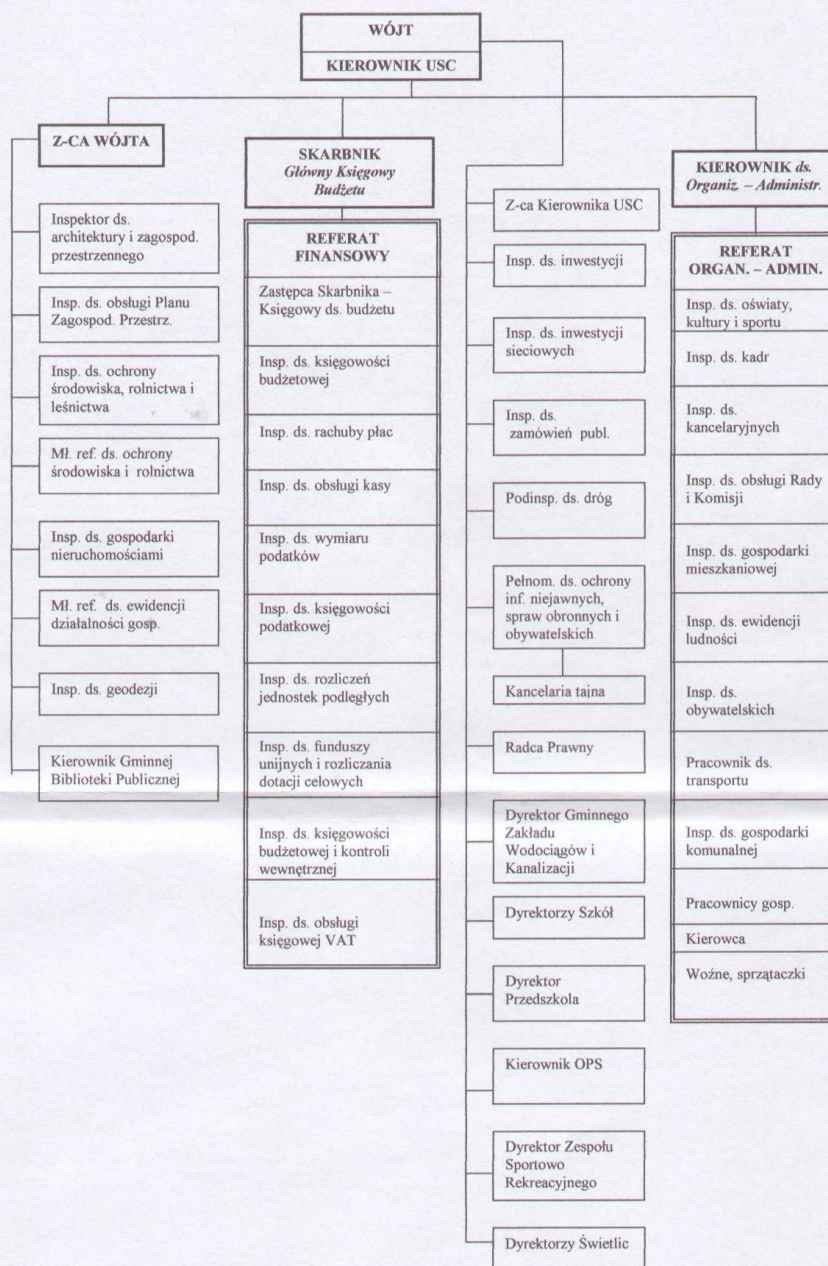 WÓJT
KIEROWNIK USC
Z-CA WÓJTA
Inspektor ds.
architektury i zagospod.
przestrzennego
Insp. ds. obsługi Planu
Zagospod. Przestrz.
Insp. ds. ochrony
środowiska, rolnictwa i
leśnictwa
Mł. ref. ds. ochrony
środowiska i rolnictwa
Insp. ds. gospodarki
nieruchomościami
Mł. ref. ds. ewidencji
działalności gosp.
Insp. ds. geodezji
Kierownik Gminnej
Biblioteki Publicznej
SKARBNIK
Główny Księgowy
Budżetu
REFERAT
FINANSOWY
Zastępca Skarbnika –
Księgowy ds. budżetu
Insp. ds. księgowości
budżetowej
Insp. ds. rachuby płac
Insp. ds. obsługi kasy
Insp. ds. wymiaru
podatków
Insp. ds. księgowości
podatkowej
Insp. ds. rozliczeń
jednostek podległych
Insp. ds. funduszy
unijnych i rozliczania
dotacji celowych
Insp. ds. księgowości
budżetowej i kontroli
wewnętrznej
Insp. ds. obsługi
księgowej VAT
Z-ca Kierownika USC
Insp. ds. inwestycji
Insp. ds. inwestycji
sieciowych
Insp. ds.
zamówień publ.
Podinsp. ds. dróg
Pełnom. ds. ochrony
inf. niejawnych,
spraw obronnych i
obywatelskich
Kancelaria tajna
Radca Prawny
Dyrektor Gminnego
Zakładu
Wodociągów i
Kanalizacji
Dyrektorzy Szkół
Dyrektor
Przedszkola
Kierownik OPS
Dyrektor Zespołu
Sportowo
Rekreacyjnego
Dyrektorzy Świetlic
KIEROWNIK ds.
Organiz. – Administr.
REFERAT
ORGAN. – ADMIN.
Insp. ds. oświaty,
kultury i sportu
Insp. ds. kadr
Insp. ds.
kancelaryjnych
Insp. ds. obsługi Rady
i Komisji
Insp. ds. gospodarki
mieszkaniowej
Insp. ds. ewidencji
ludności
Insp. ds.
obywatelskich
Pracownik ds.
transportu
Insp. ds. gospodarki
komunalnej
Pracownicy gosp.
Kierowca
Woźne, sprzątaczki